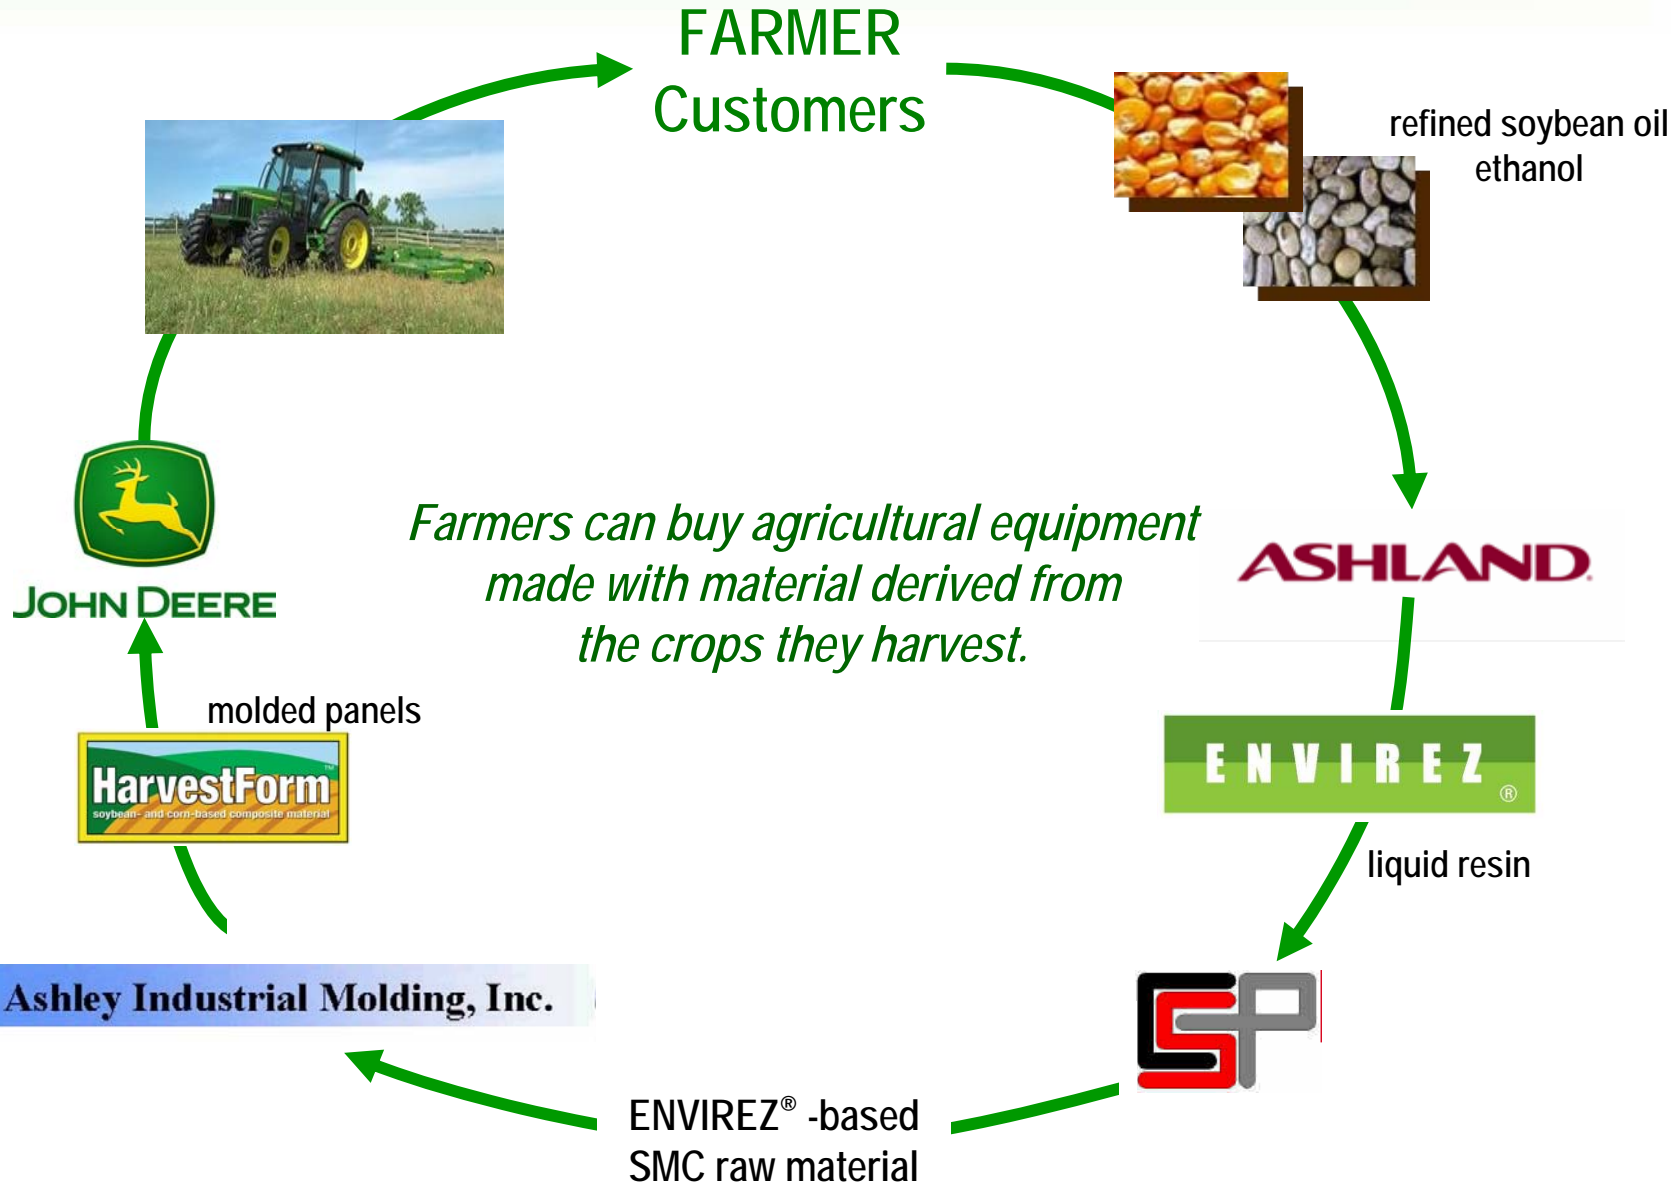 FARMER
Customers
refined soybean oil
ethanol
JOHN DEERE
Farmers can buy agricultural equipment
made with material derived from
the crops they harvest.
ASHLAND.
molded panels
HarvestForm™
soybean- and corn-based composite material
ENVIREZ®
liquid resin
Ashley Industrial Molding, Inc.
CSP
ENVIREZ® -based
SMC raw material